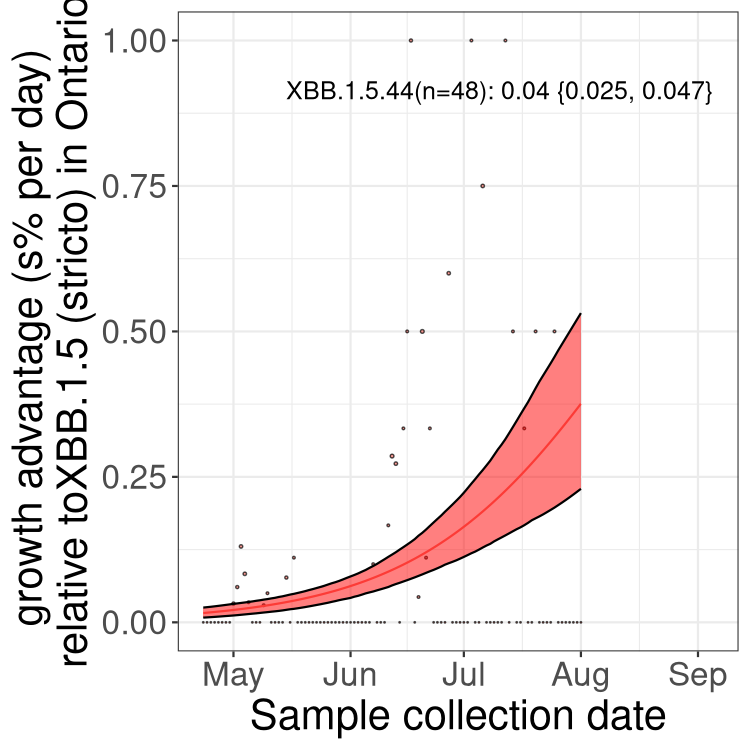 growth advantage (s% per day)
relative toXBB.1.5 (stricto) in Ontario
1.00
0.75
0.50
0.25
0.00
XBB.1.5.44(n=48): 0.04 {0.025, 0.047}
May Jun Jul Aug Sep
Sample collection date